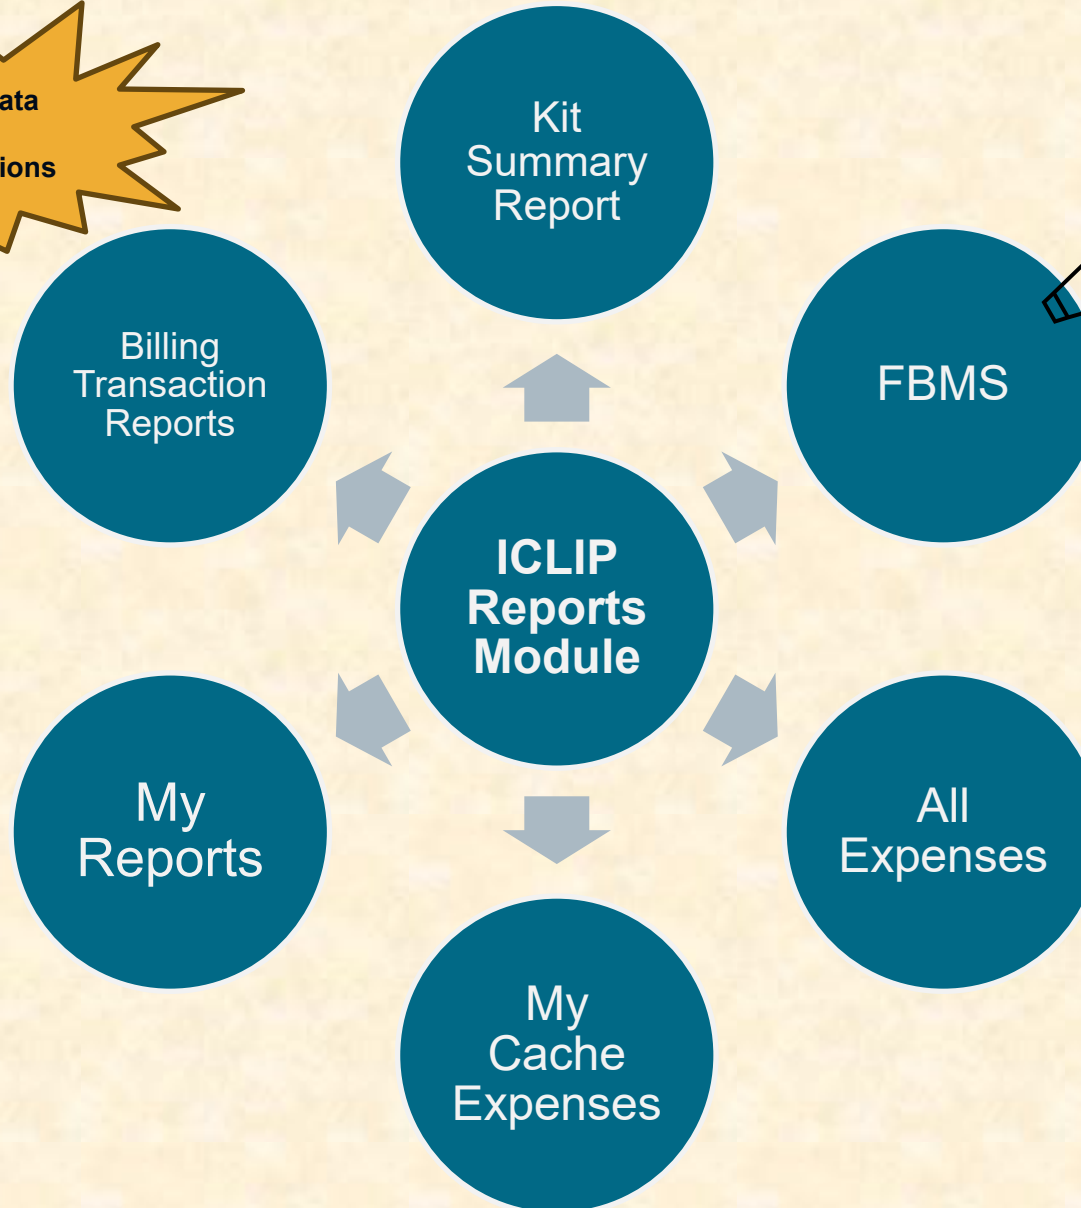 Kit
Summary
Report
Billing
Transaction
Reports
FBMS
ICLIP
Reports
Module
My
Reports
All
Expenses
My
Cache
Expenses